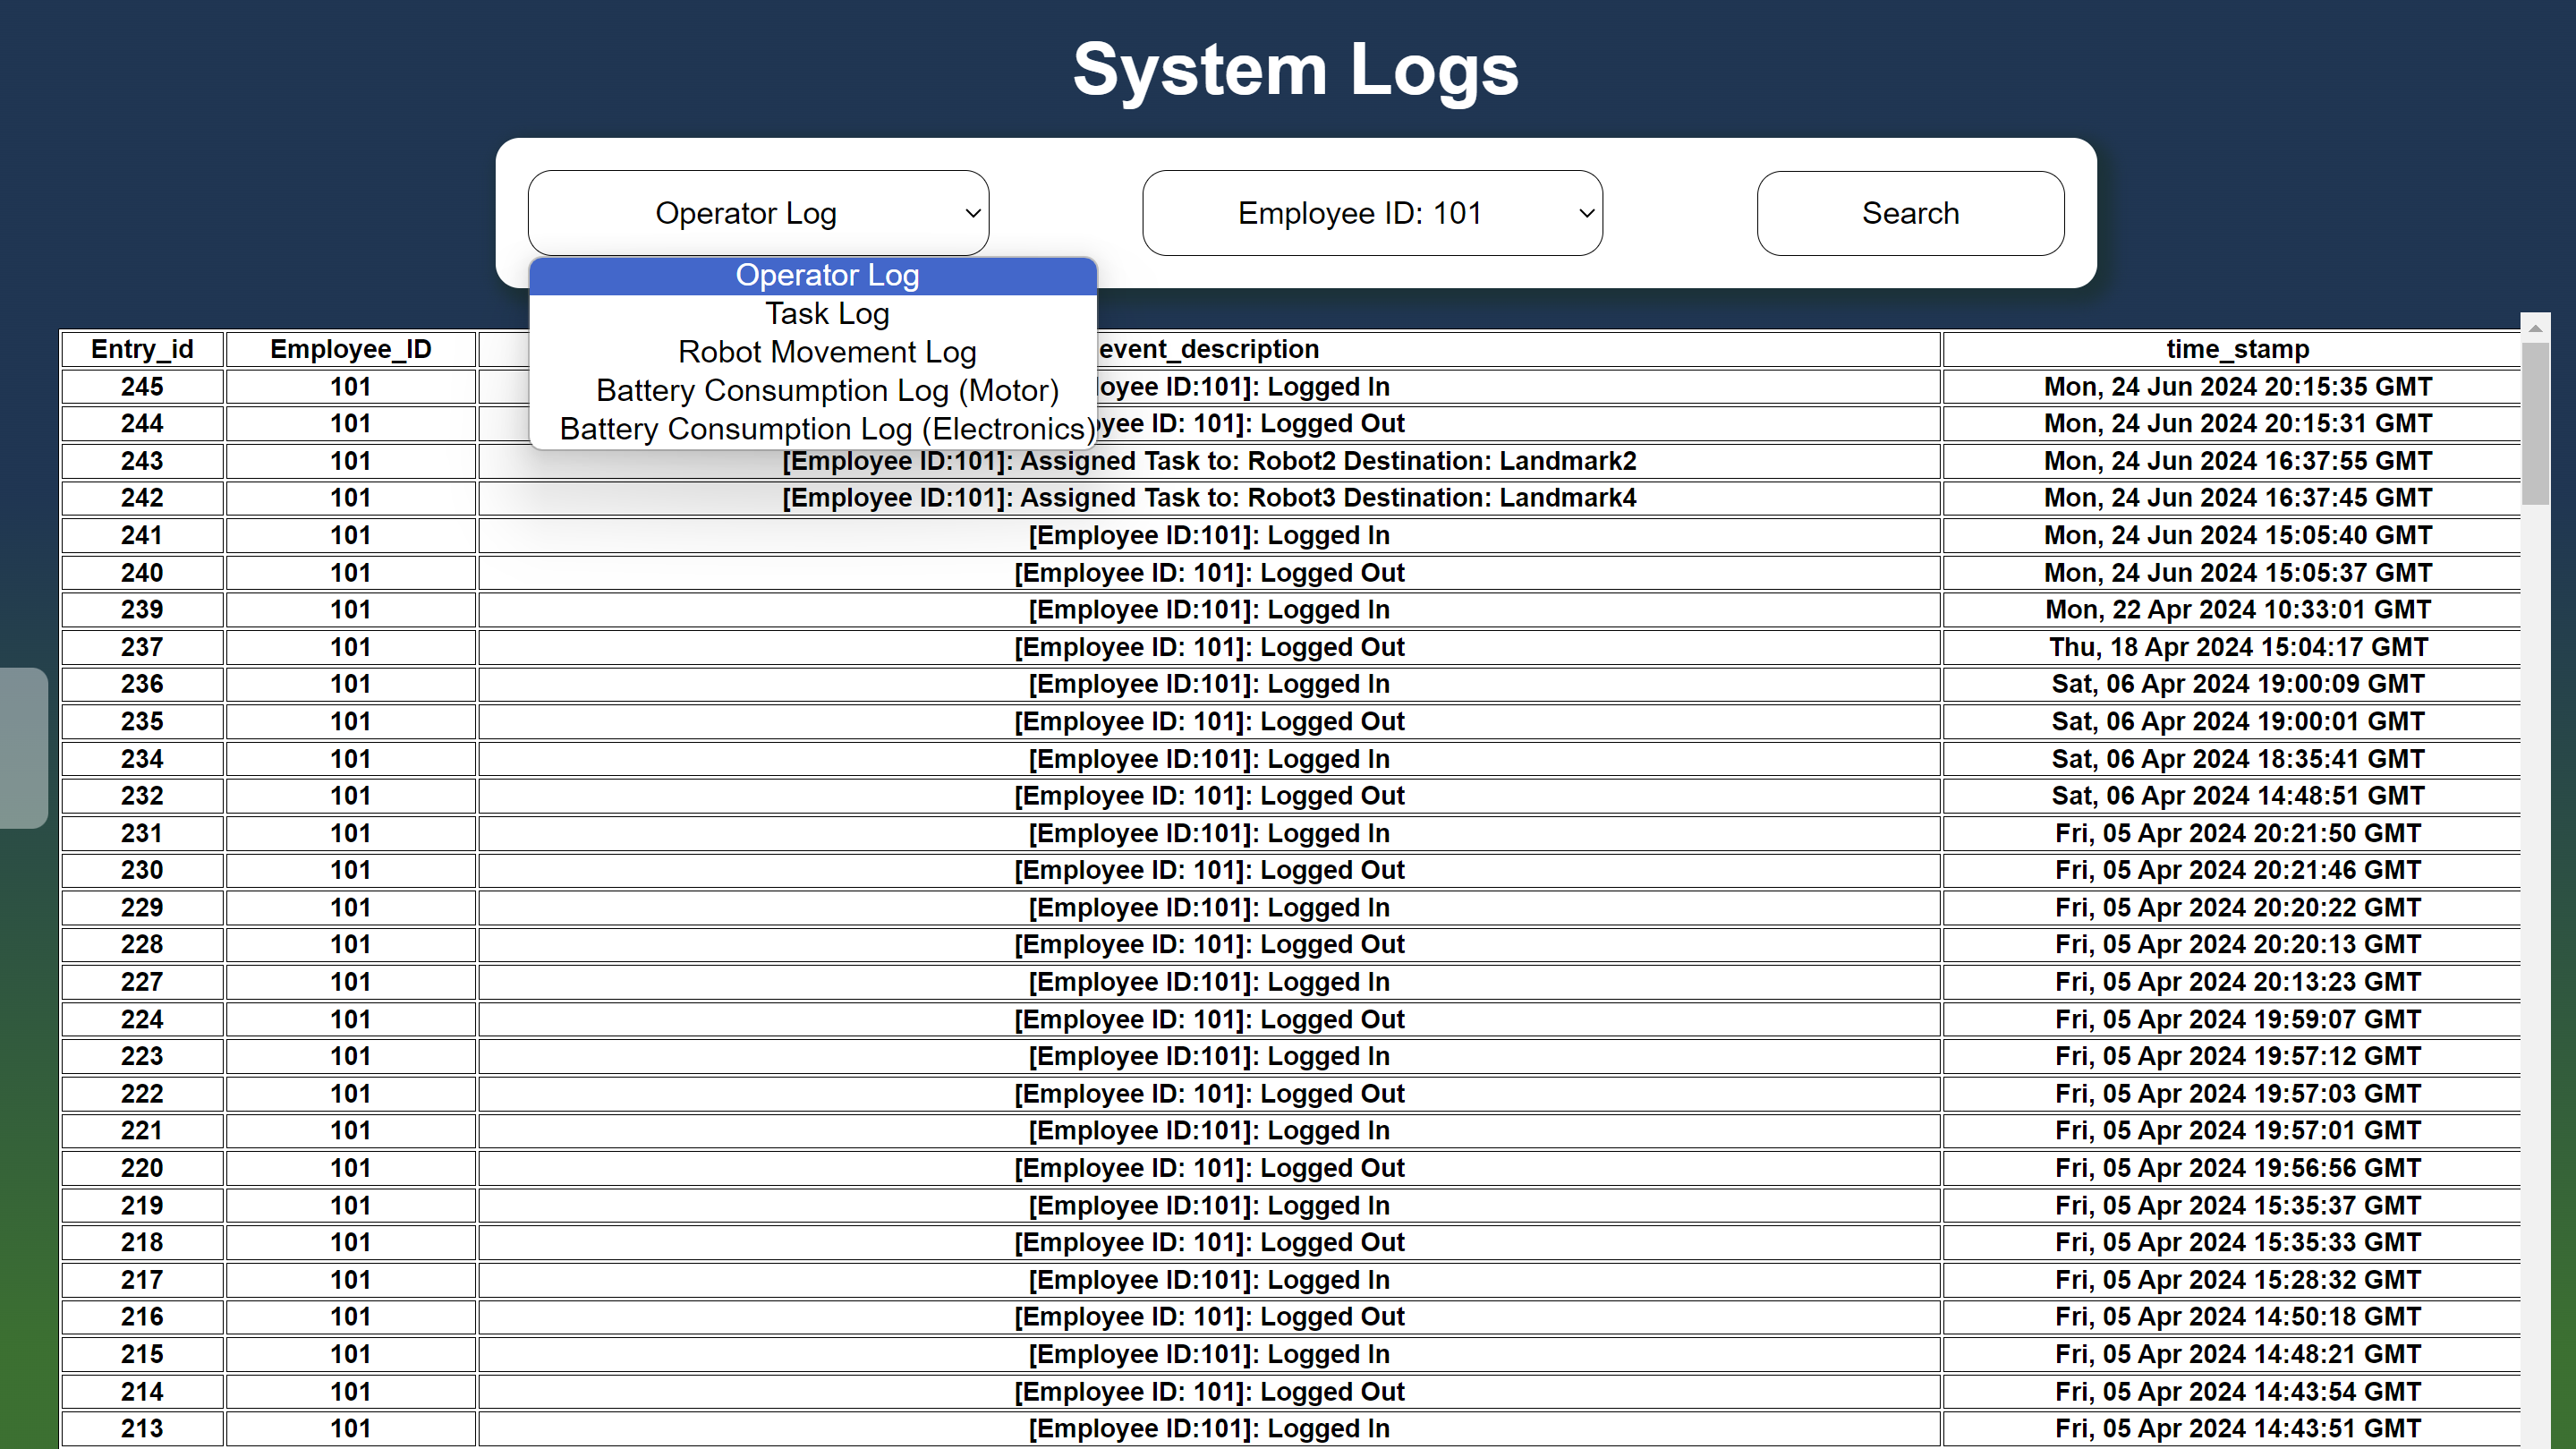 System Logs
Operator Log Employee ID: 101 Search
Operator Log
Task Log
Robot Movement Log
Battery Consumption Log (Motor)
Battery Consumption Log (Electronics)
Entry_id Employee_ID event_description time_stamp
245 101 ID:101]: Logged In Mon, 24 Jun 2024 20:15:35 GMT
244 101 ID: 101]: Logged Out Mon, 24 Jun 2024 20:15:31 GMT
243 101 [Employee ID:101]: Assigned Task to: Robot2 Destination: Landmark2 Mon, 24 Jun 2024 16:37:55 GMT
242 101 [Employee ID:101]: Assigned Task to: Robot3 Destination: Landmark4 Mon, 24 Jun 2024 16:37:45 GMT
241 101 [Employee ID:101]: Logged In Mon, 24 Jun 2024 15:05:40 GMT
240 101 [Employee ID: 101]: Logged Out Mon, 24 Jun 2024 15:05:37 GMT
239 101 [Employee ID:101]: Logged In Mon, 22 Apr 2024 10:33:01 GMT
237 101 [Employee ID: 101]: Logged Out Thu, 18 Apr 2024 15:04:17 GMT
236 101 [Employee ID:101]: Logged In Sat, 06 Apr 2024 19:00:09 GMT
235 101 [Employee ID: 101]: Logged Out Sat, 06 Apr 2024 19:00:01 GMT
234 101 [Employee ID:101]: Logged In Sat, 06 Apr 2024 18:35:41 GMT
232 101 [Employee ID: 101]: Logged Out Sat, 06 Apr 2024 14:48:51 GMT
231 101 [Employee ID:101]: Logged In Fri, 05 Apr 2024 20:21:50 GMT
230 101 [Employee ID: 101]: Logged Out Fri, 05 Apr 2024 20:21:46 GMT
229 101 [Employee ID:101]: Logged In Fri, 05 Apr 2024 20:20:22 GMT
228 101 [Employee ID: 101]: Logged Out Fri, 05 Apr 2024 20:20:13 GMT
227 101 [Employee ID:101]: Logged In Fri, 05 Apr 2024 20:13:23 GMT
224 101 [Employee ID: 101]: Logged Out Fri, 05 Apr 2024 19:59:07 GMT
223 101 [Employee ID:101]: Logged In Fri, 05 Apr 2024 19:57:12 GMT
222 101 [Employee ID: 101]: Logged Out Fri, 05 Apr 2024 19:57:03 GMT
221 101 [Employee ID:101]: Logged In Fri, 05 Apr 2024 19:57:01 GMT
220 101 [Employee ID: 101]: Logged Out Fri, 05 Apr 2024 19:56:56 GMT
219 101 [Employee ID:101]: Logged In Fri, 05 Apr 2024 15:35:37 GMT
218 101 [Employee ID: 101]: Logged Out Fri, 05 Apr 2024 15:35:33 GMT
217 101 [Employee ID:101]: Logged In Fri, 05 Apr 2024 15:28:32 GMT
216 101 [Employee ID: 101]: Logged Out Fri, 05 Apr 2024 14:50:18 GMT
215 101 [Employee ID:101]: Logged In Fri, 05 Apr 2024 14:48:21 GMT
214 101 [Employee ID: 101]: Logged Out Fri, 05 Apr 2024 14:43:54 GMT
213 101 [Employee ID:101]: Logged In Fri, 05 Apr 2024 14:43:51 GMT